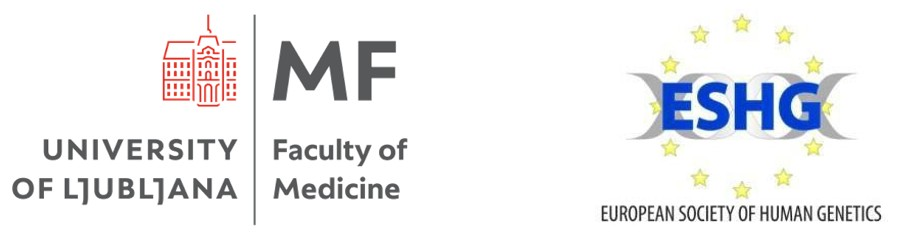 MF
UNIVERSITY
OF LJUBLJANA
Faculty of
Medicine
ESHG
EUROPEAN SOCIETY OF HUMAN GENETICS